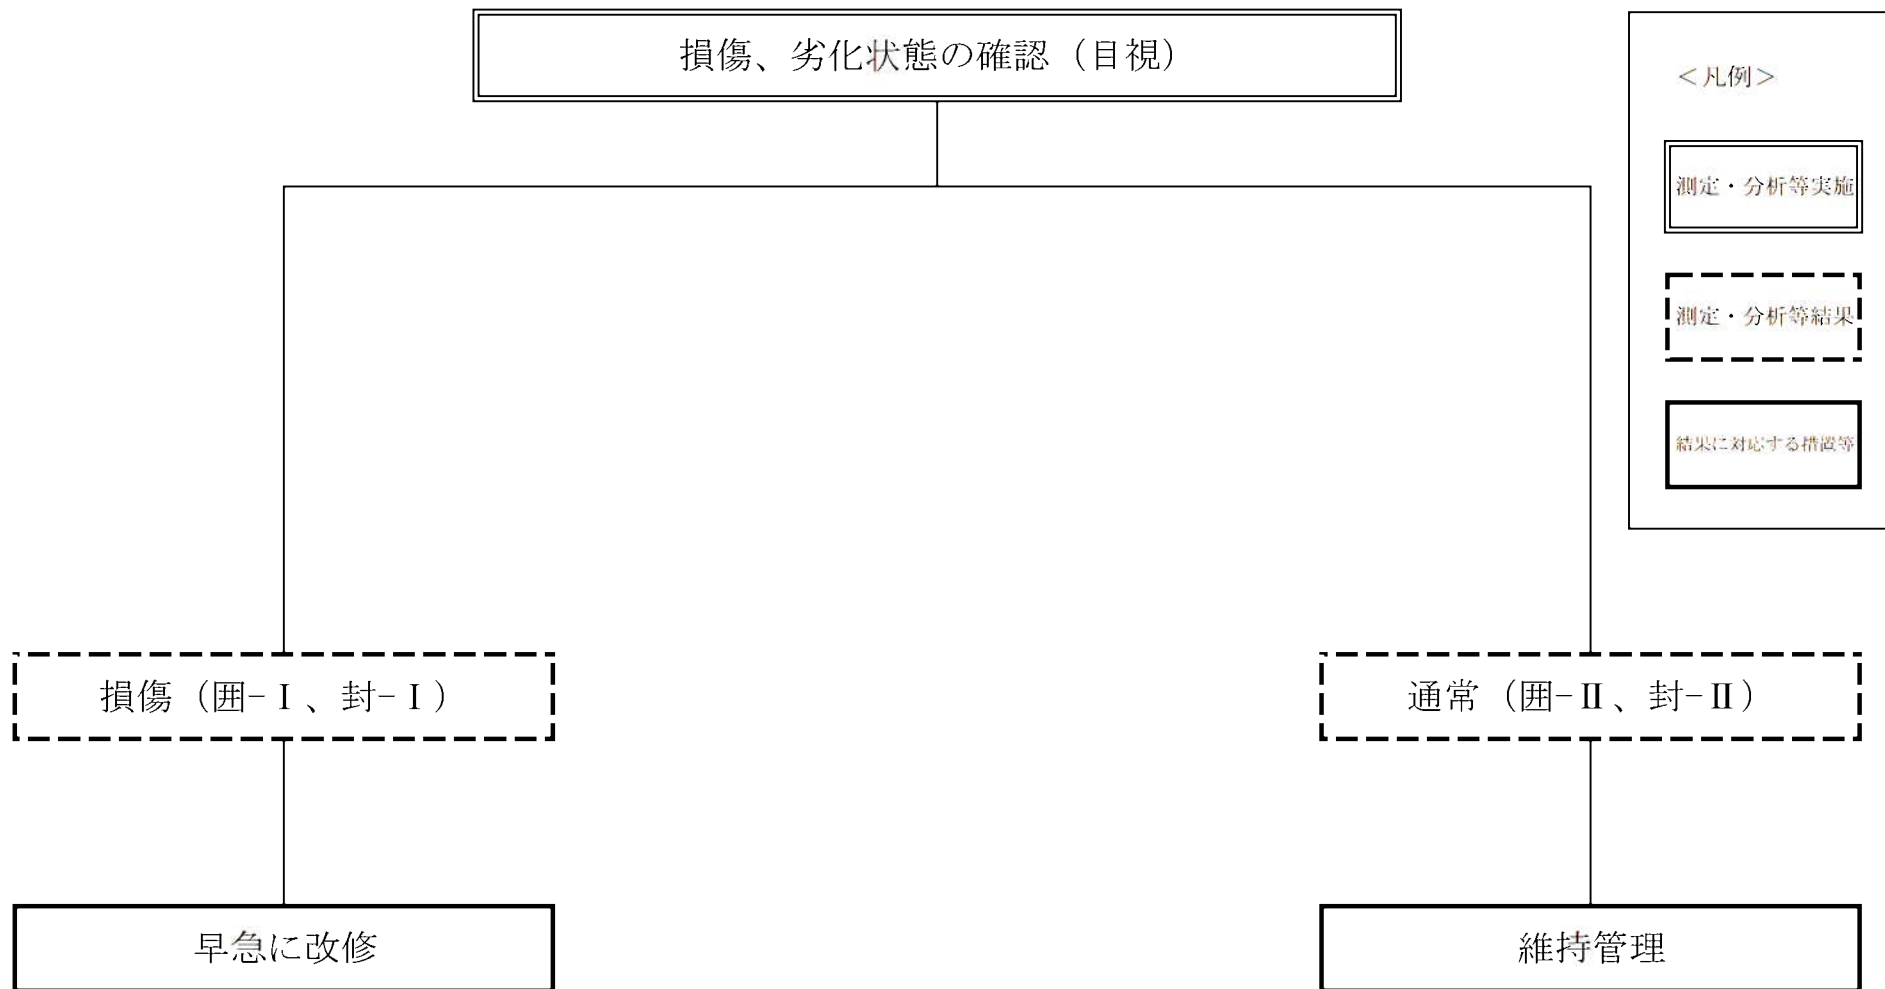 損傷、劣化状態の確認（目視）
＜凡例＞
測定・分析等実施
測定・分析等結果
結果に対応する措置等
損傷（囲−Ⅰ、封−Ⅰ）
通常（囲−Ⅱ、封−Ⅱ）
早急に改修
維持管理